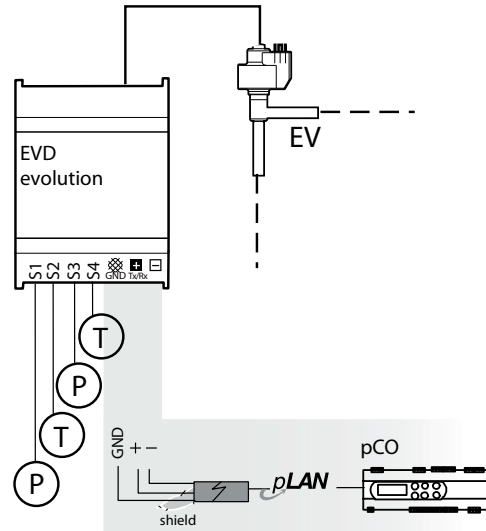 EV
EVD
evolution
S1 S2 S3 S4 GND Tx/Rx
T
P
T
P
GND + −
pCO
pLAN
shield